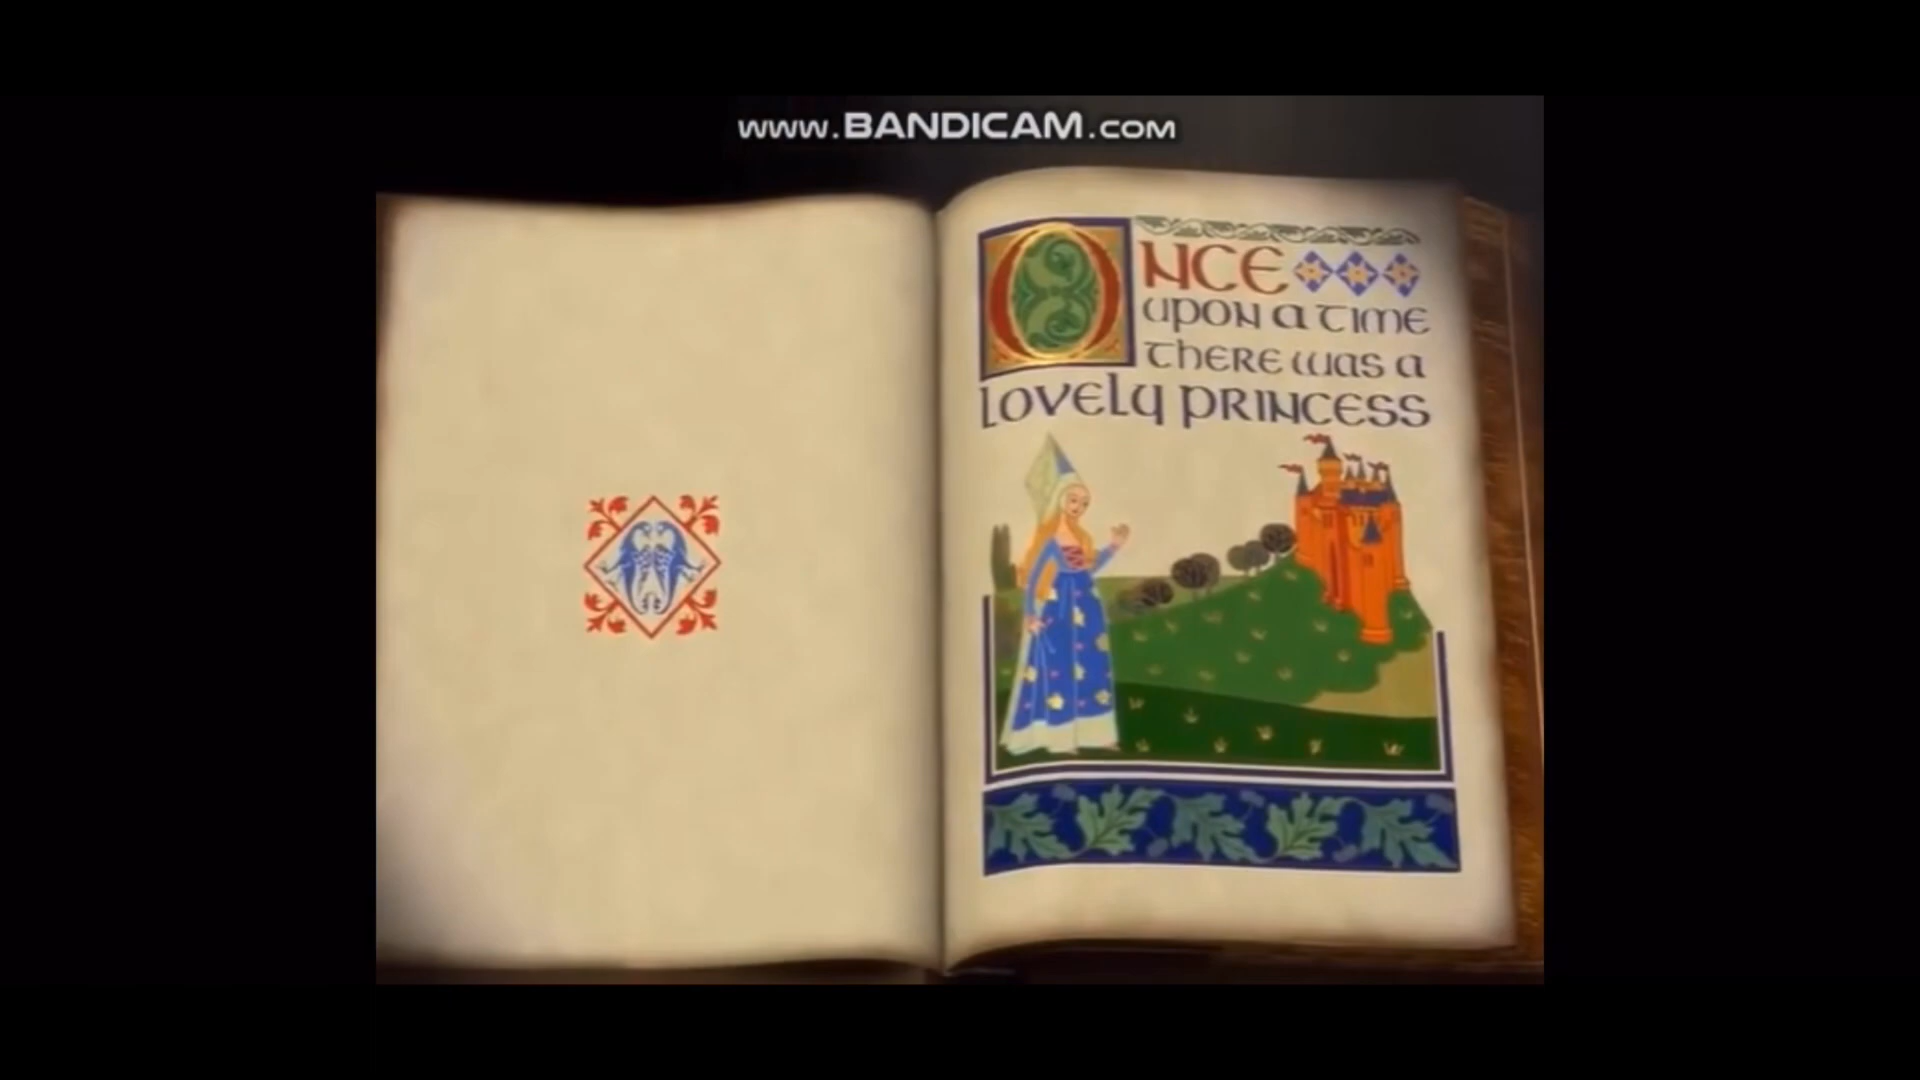 www.BANDICAM.com
ONCE
upon a time
there was a
lovely princess